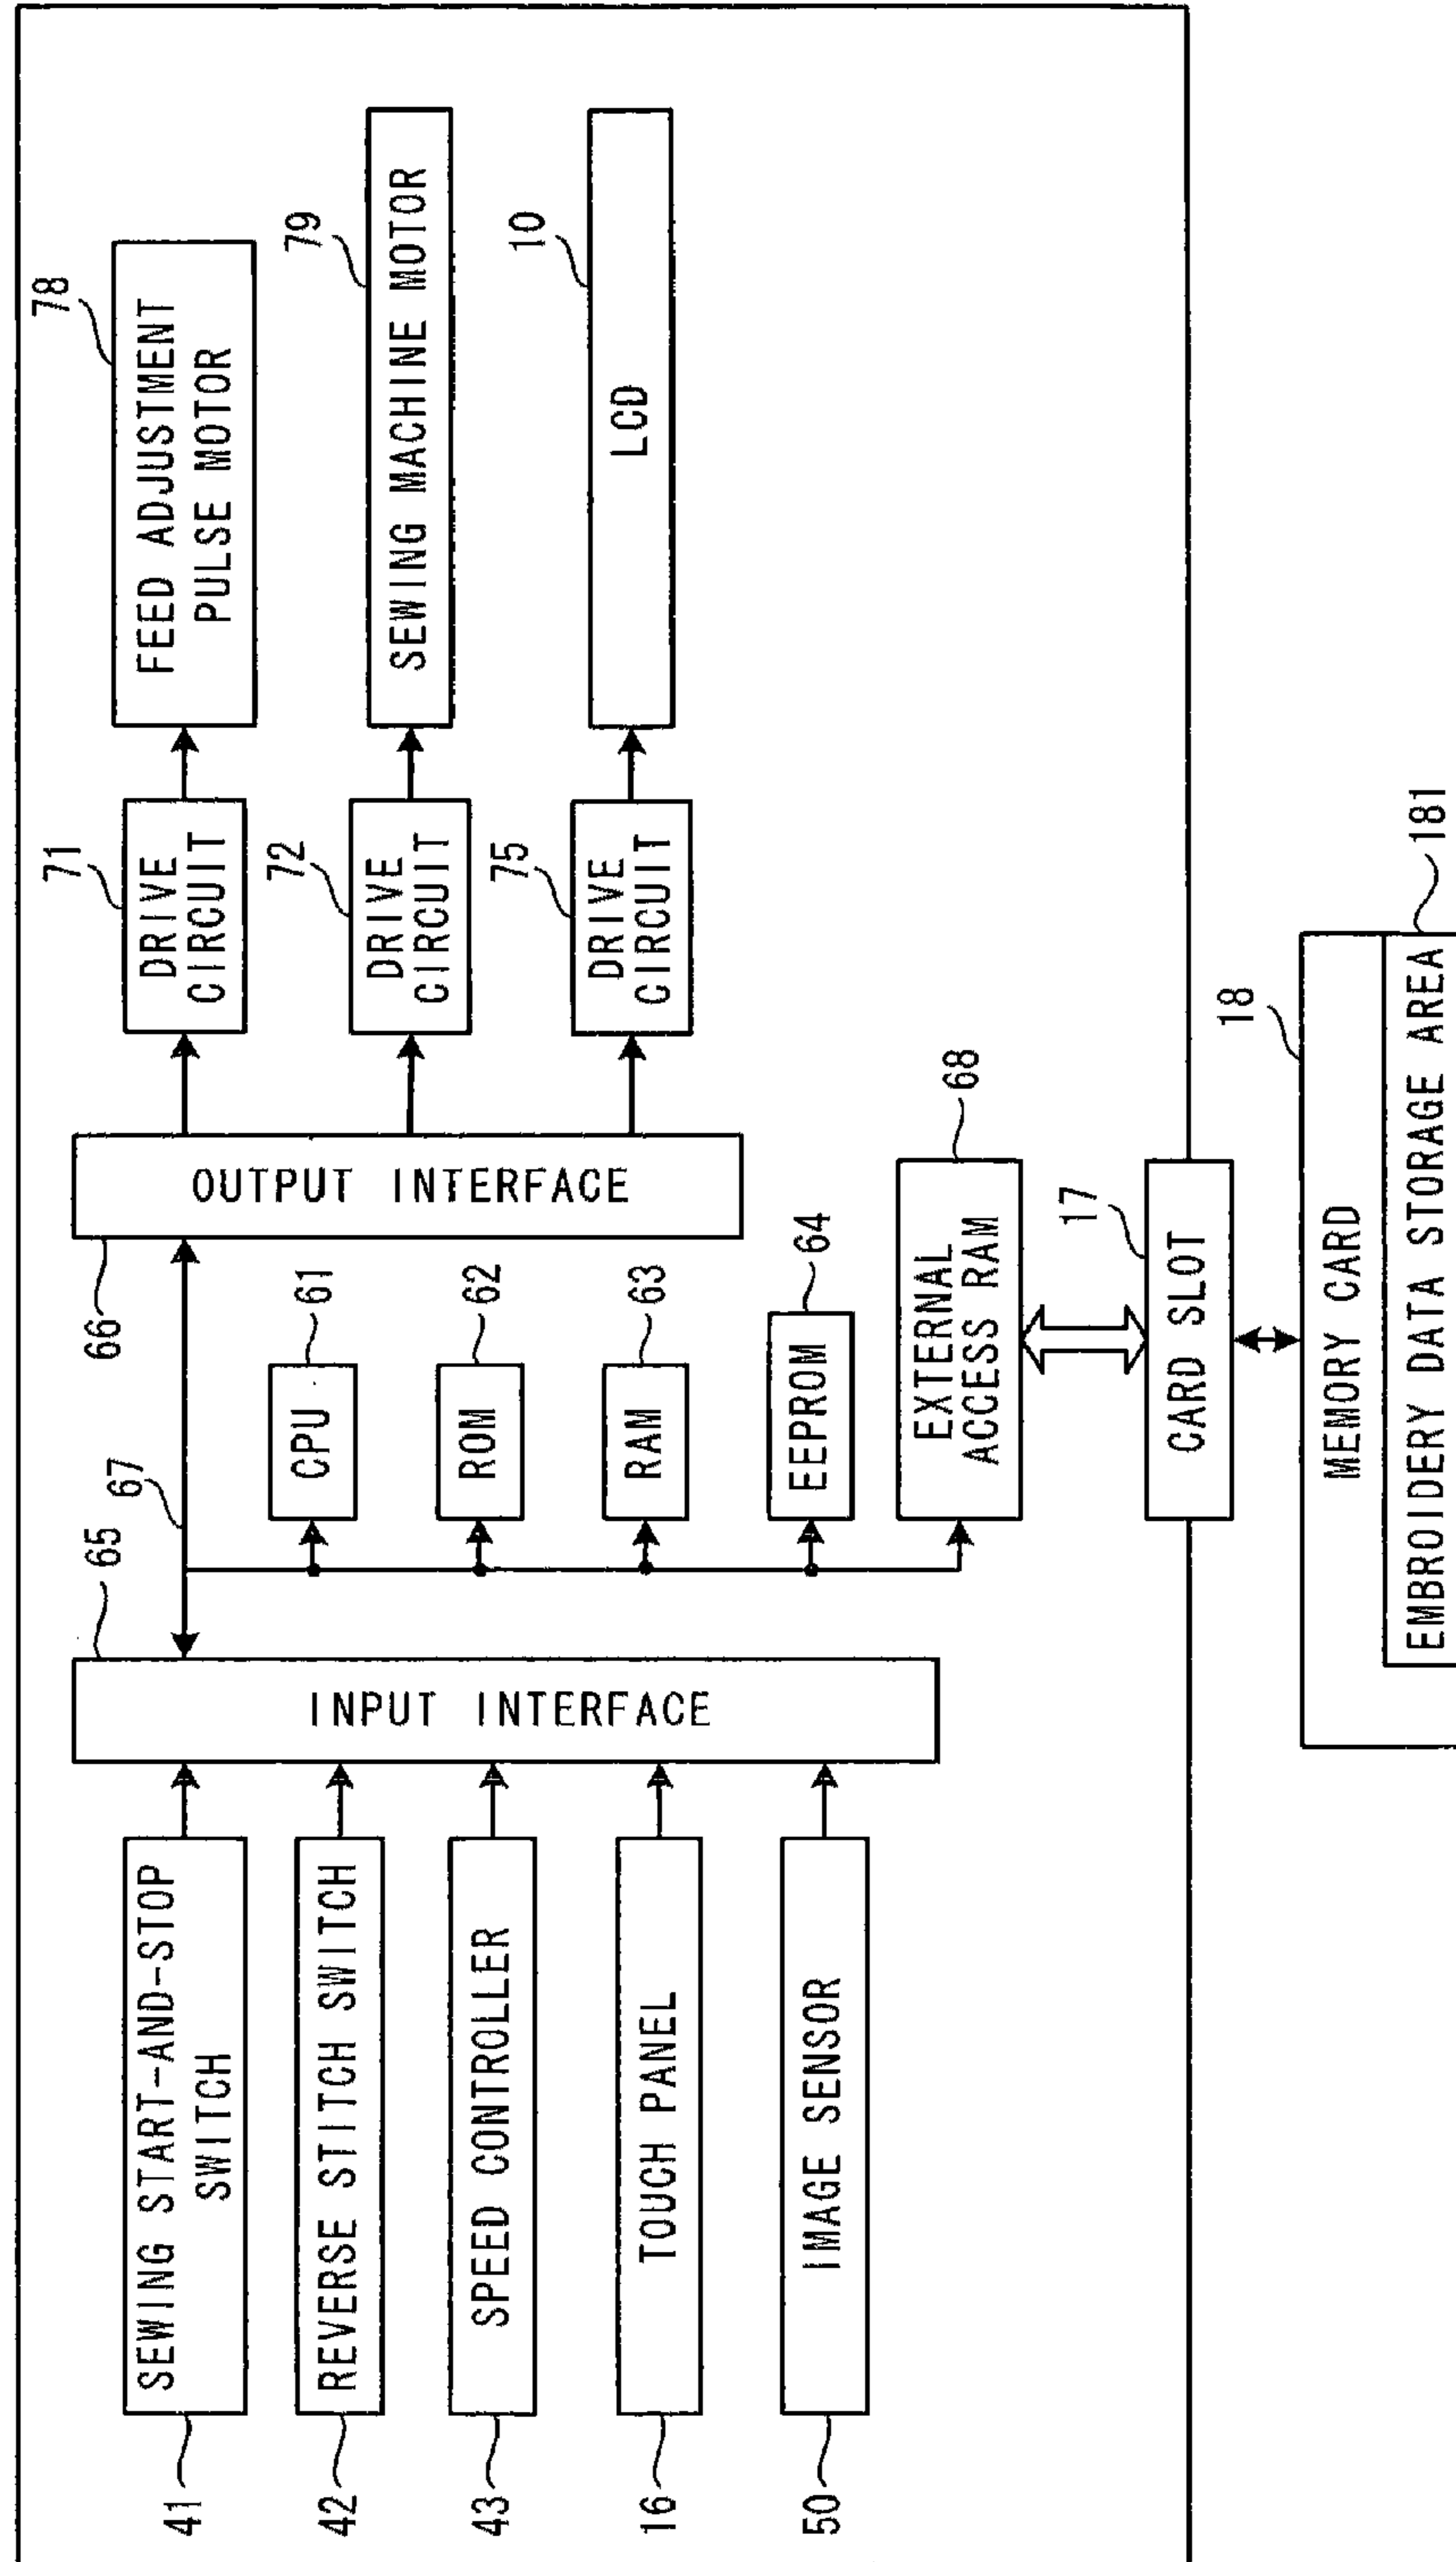 41
SEWING START-AND-STOP
SWITCH
42
REVERSE STITCH SWITCH
43
SPEED CONTROLLER
16
TOUCH PANEL
50
IMAGE SENSOR
65
INPUT INTERFACE
67
61
CPU
62
ROM
63
RAM
64
EEPROM
68
EXTERNAL
ACCESS RAM
66
OUTPUT INTERFACE
71
DRIVE
CIRCUIT
72
DRIVE
CIRCUIT
75
DRIVE
CIRCUIT
78
FEED ADJUSTMENT
PULSE MOTOR
79
SEWING MACHINE MOTOR
10
LCD
17
CARD SLOT
18
MEMORY CARD
181
EMBROIDERY DATA STORAGE AREA